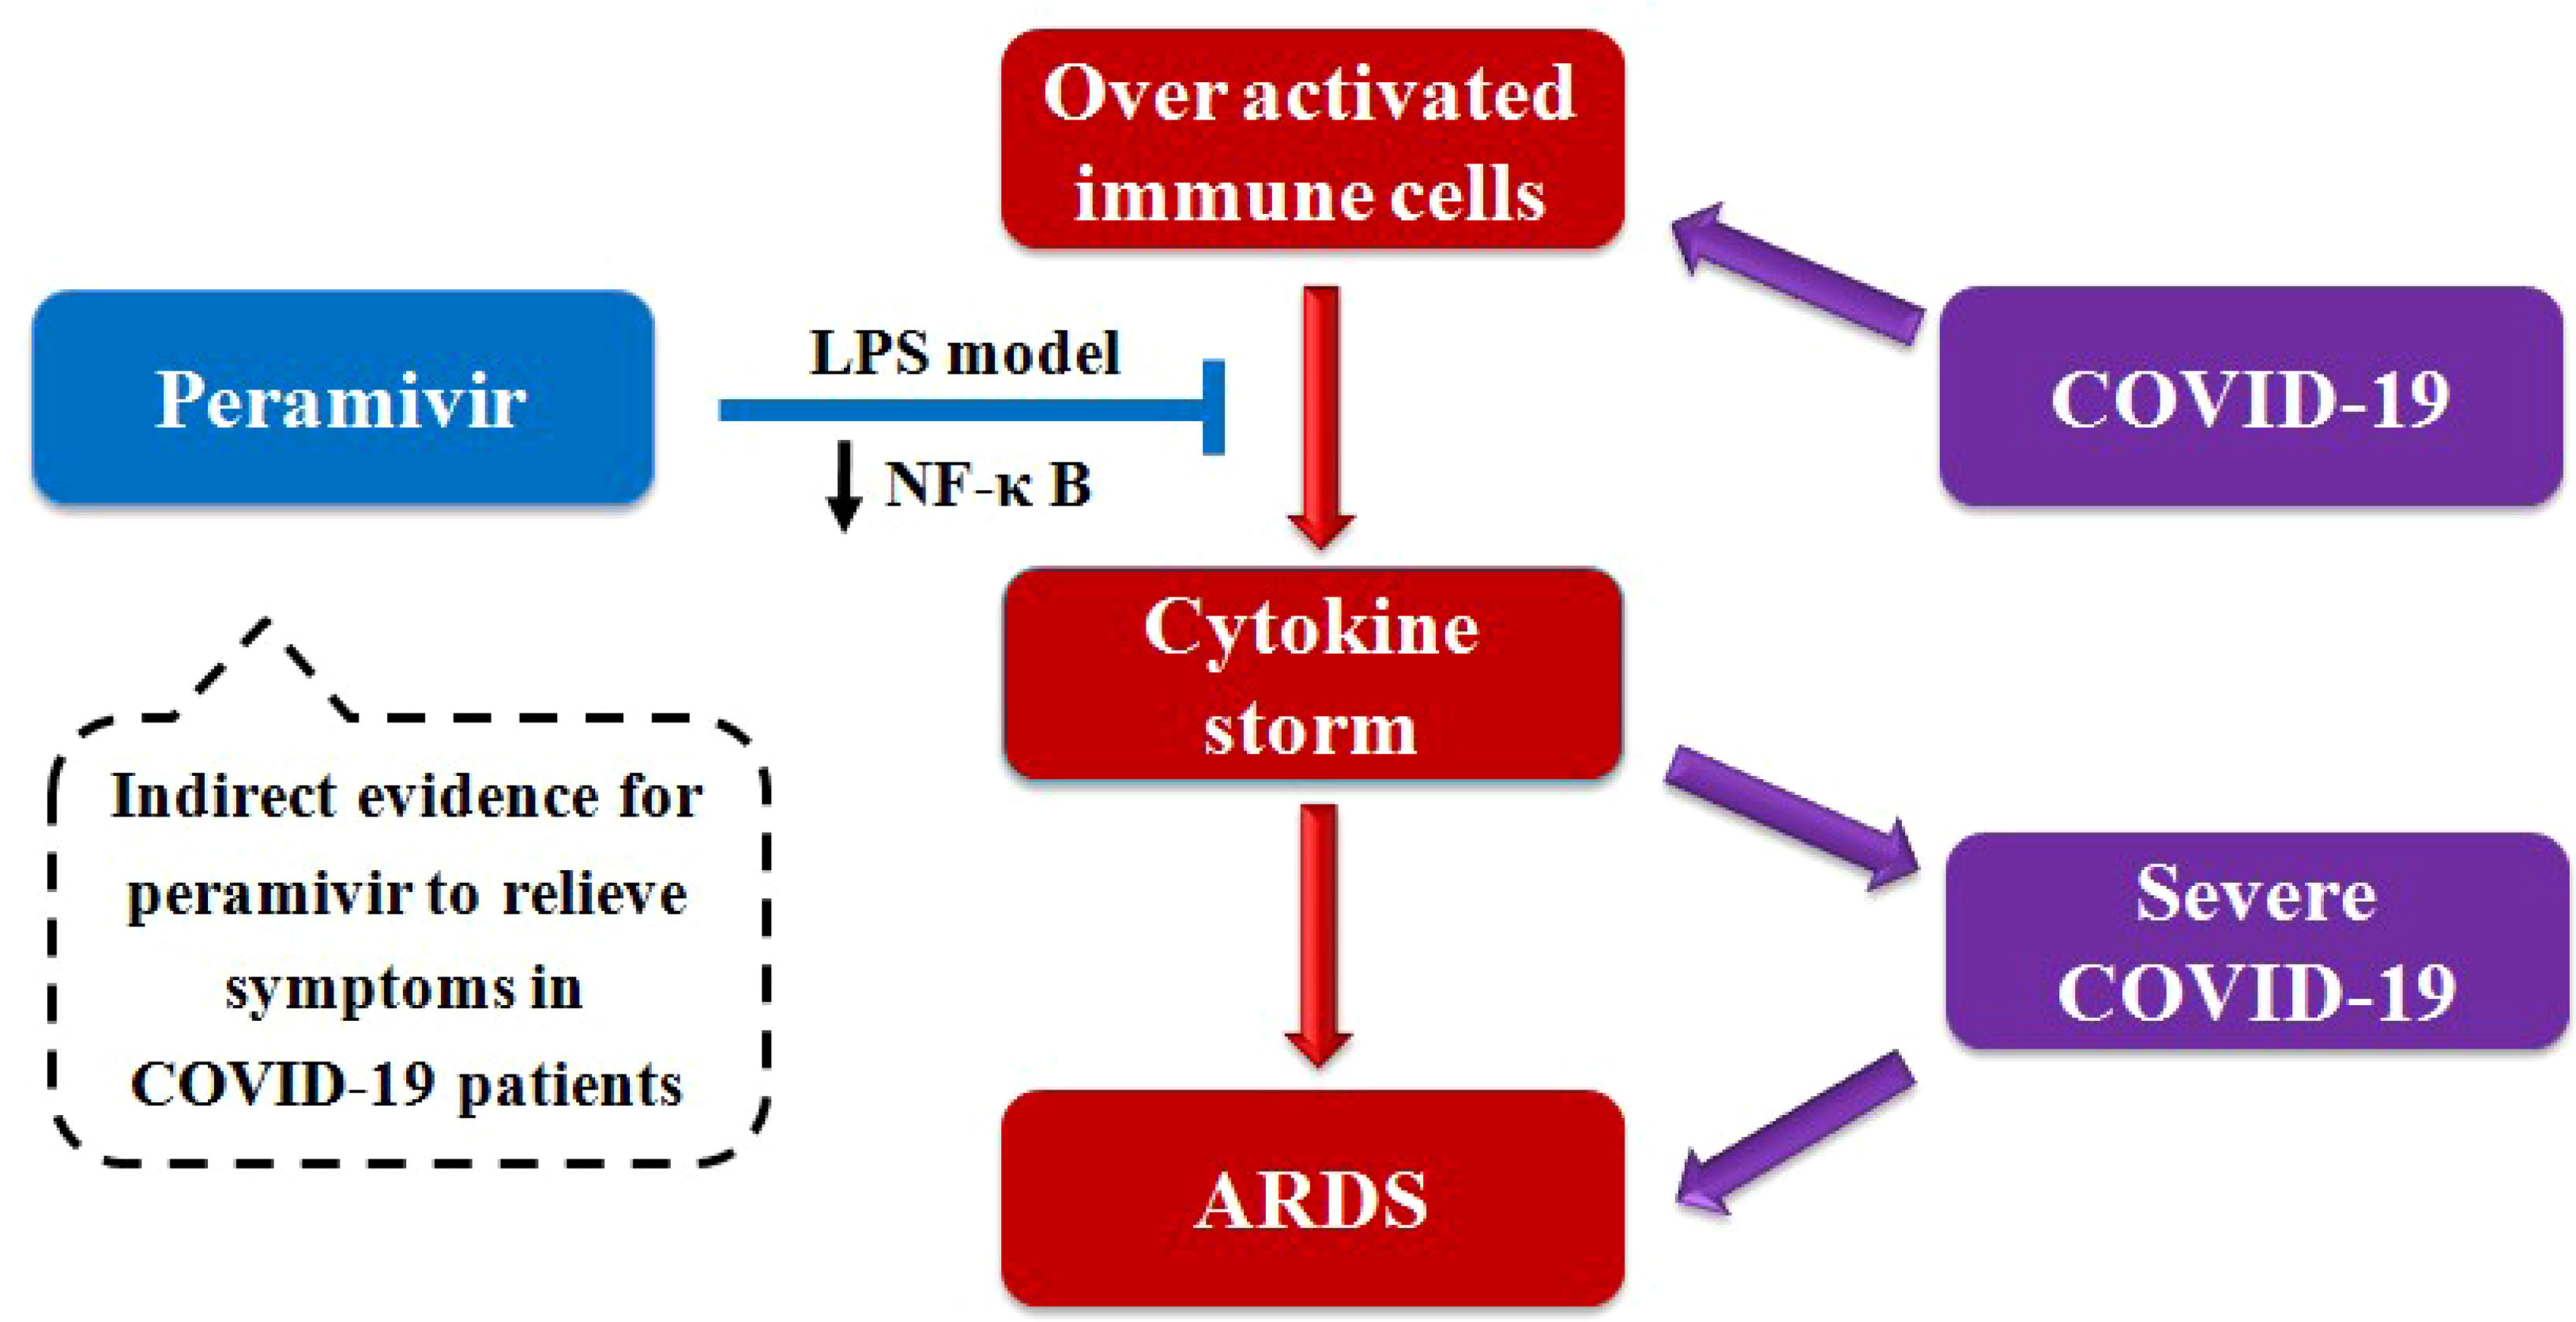 Over activated
immune cells
Peramivir
LPS model
NF-κ B
COVID-19
Cytokine
storm
Indirect evidence for
peramivir to relieve
symptoms in
COVID-19 patients
Severe
COVID-19
ARDS